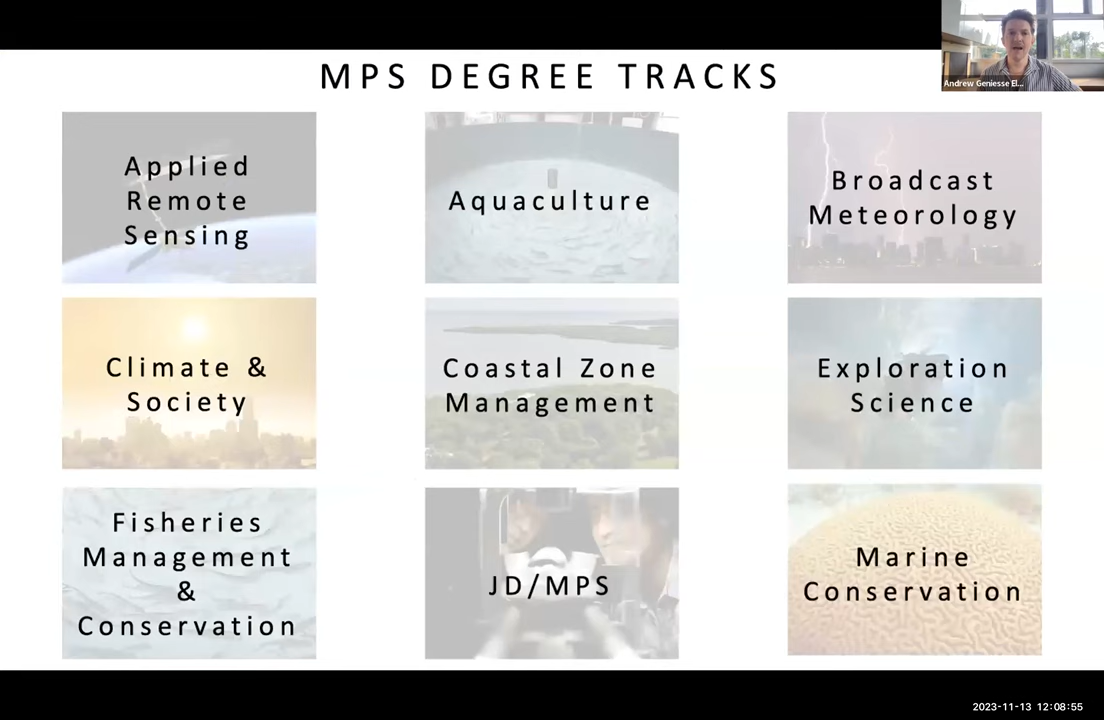 MPS DEGREE TRACKS
Andrew Geniesse El...
Applied
Remote
Sensing
Aquaculture
Broadcast
Meteorology
Climate &
Society
Coastal Zone
Management
Exploration
Science
Fisheries
Management
&
Conservation
JD/MPS
Marine
Conservation
2023-11-13 12:08:55